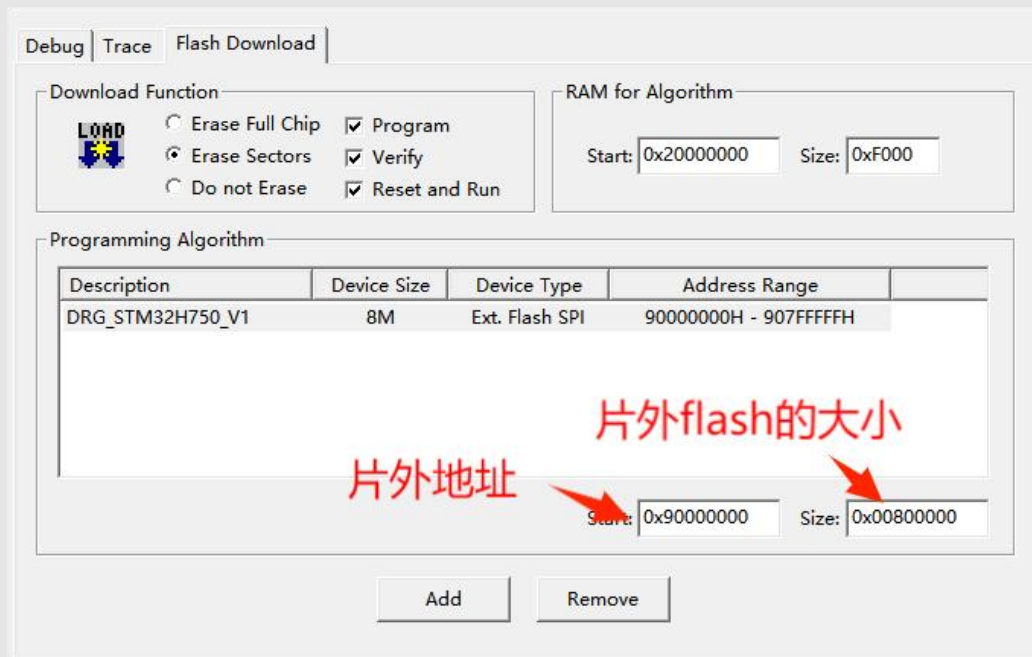 Debug
Trace
Flash Download
Download Function
LOAD
Erase Full Chip
Erase Sectors
Do not Erase
Program
Verify
Reset and Run
RAM for Algorithm
Start: 0x20000000 Size: 0xF000
Programming Algorithm
Description Device Size Device Type Address Range
DRG_STM32H750_V1 8M Ext. Flash SPI 90000000H - 907FFFFFH
片外flash的大小
片外地址
Start: 0x90000000 Size: 0x00800000
Add Remove